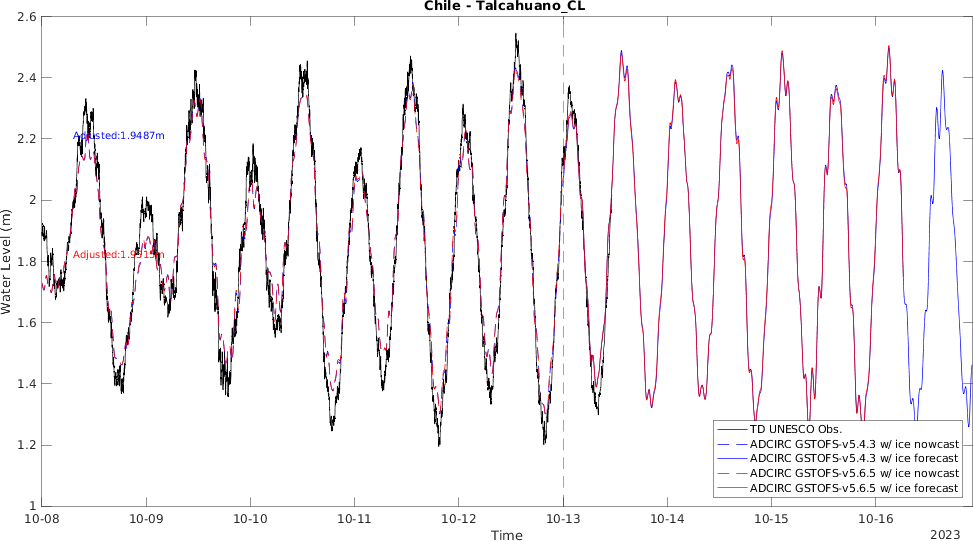 Chile - Talcahuano_CL
2.6
2.4
2.2
2
1.8
1.6
1.4
1.2
1
Water Level (m)
Adjusted:1.9487m
TD UNESCO Obs.
ADCIRC GSTOFS-v5.4.3 w/ ice nowcast
ADCIRC GSTOFS-v5.4.3 w/ ice forecast
ADCIRC GSTOFS-v5.6.5 w/ ice nowcast
ADCIRC GSTOFS-v5.6.5 w/ ice forecast
10-08
10-09
10-10
10-11
10-12
10-13
10-14
10-15
10-16
Time
2023